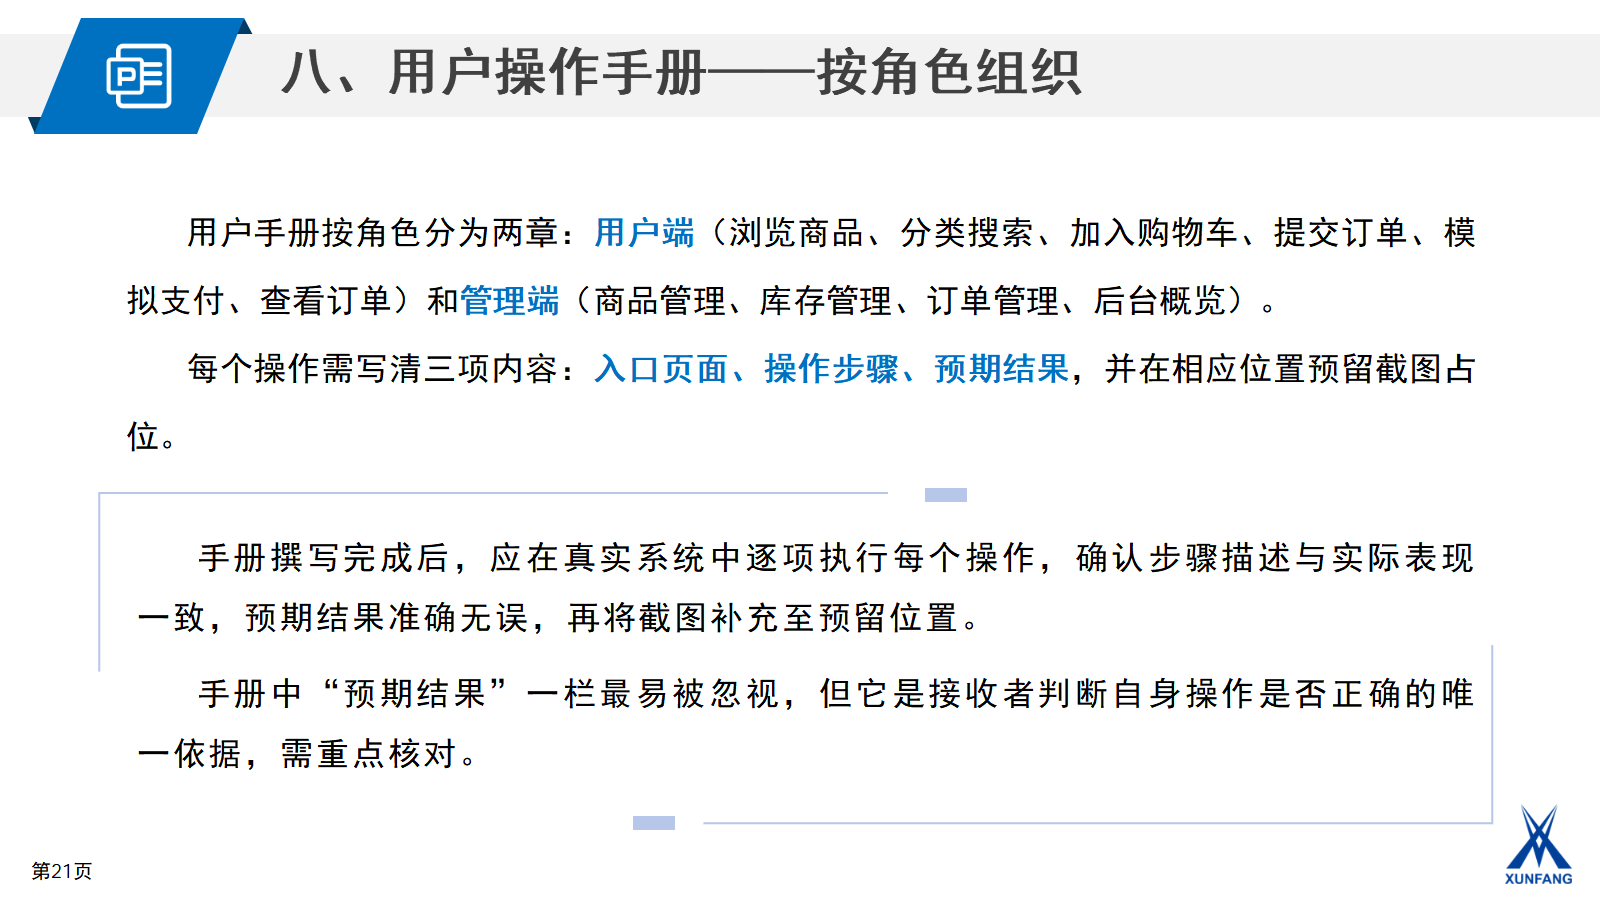 八、用户操作手册——按角色组织
用户手册按角色分为两章：用户端（浏览商品、分类搜索、加入购物车、提交订单、模
拟支付、查看订单）和管理端（商品管理、库存管理、订单管理、后台概览）。
每个操作需写清三项内容：入口页面、操作步骤、预期结果，并在相应位置预留截图占
位。
手册撰写完成后，应在真实系统中逐项执行每个操作，确认步骤描述与实际表现
一致，预期结果准确无误，再将截图补充至预留位置。
手册中“预期结果”一栏最易被忽视，但它是接收者判断自身操作是否正确的唯
一依据，需重点核对。
第21页
XUNFANG